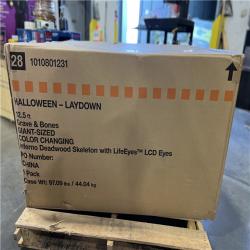 28 1010801231
HALLOWEEN - LAYDOWN
12.5 ft
Grave & Bones
GIANT-SIZED
COLOR CHANGING
Inferno Deadwood Skeleton with LifeEyes™ LCD Eyes
PO Number:
CHINA
1 Pack
Case Wt: 97.09 lbs / 44.04 kg